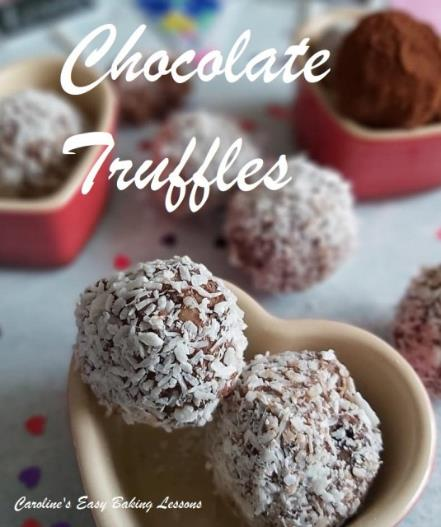 Chocolate
Truffles
Caroline's Easy Baking Lessons